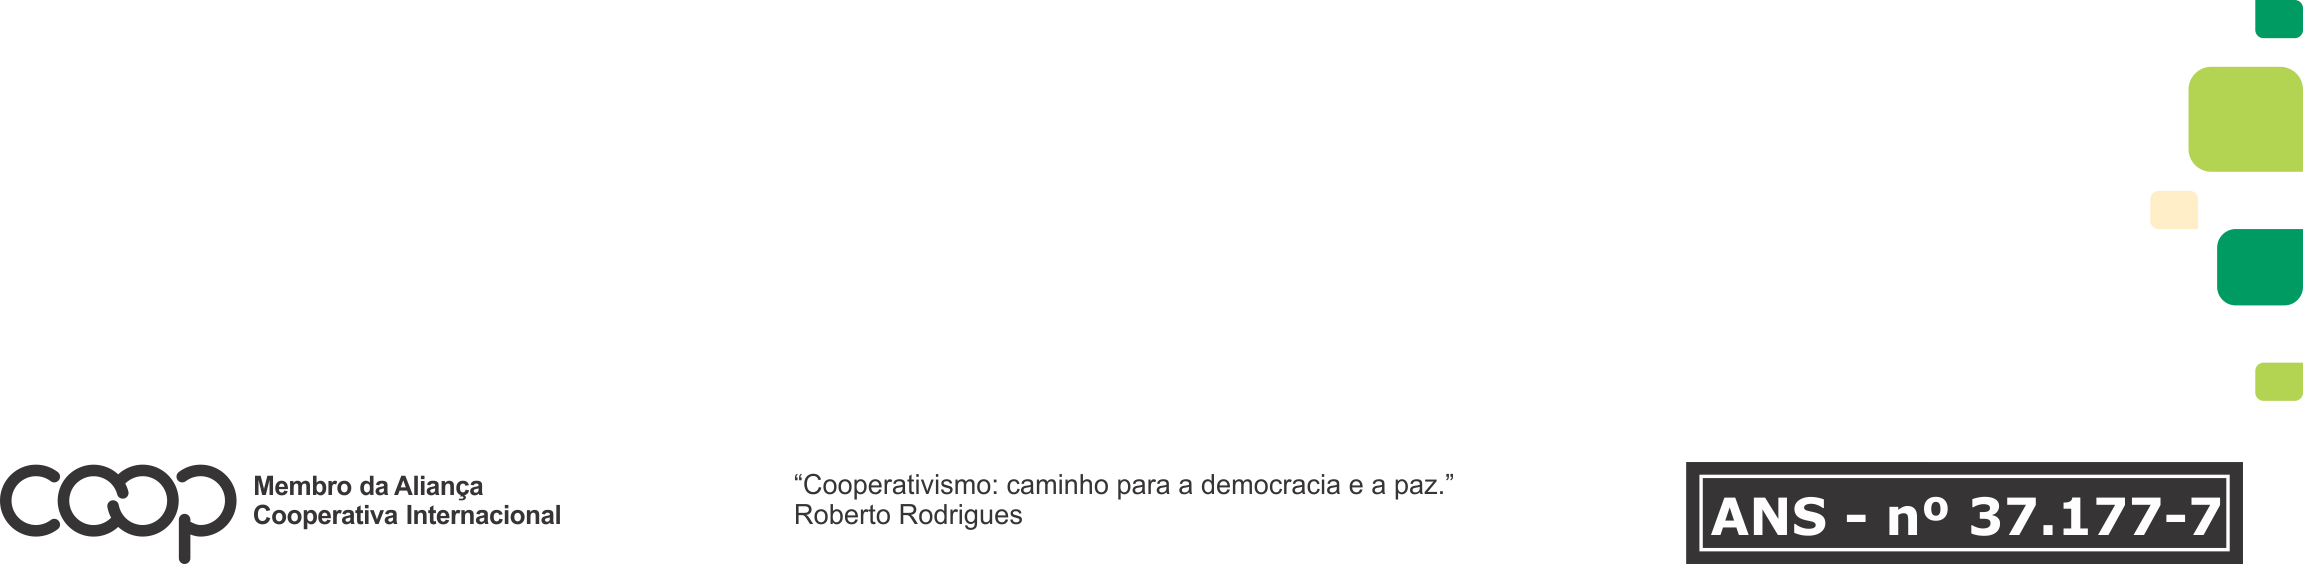 coop
Membro da Aliança
Cooperativa Internacional
“Cooperativismo: caminho para a democracia e a paz.”
Roberto Rodrigues
ANS - nº 37.177-7